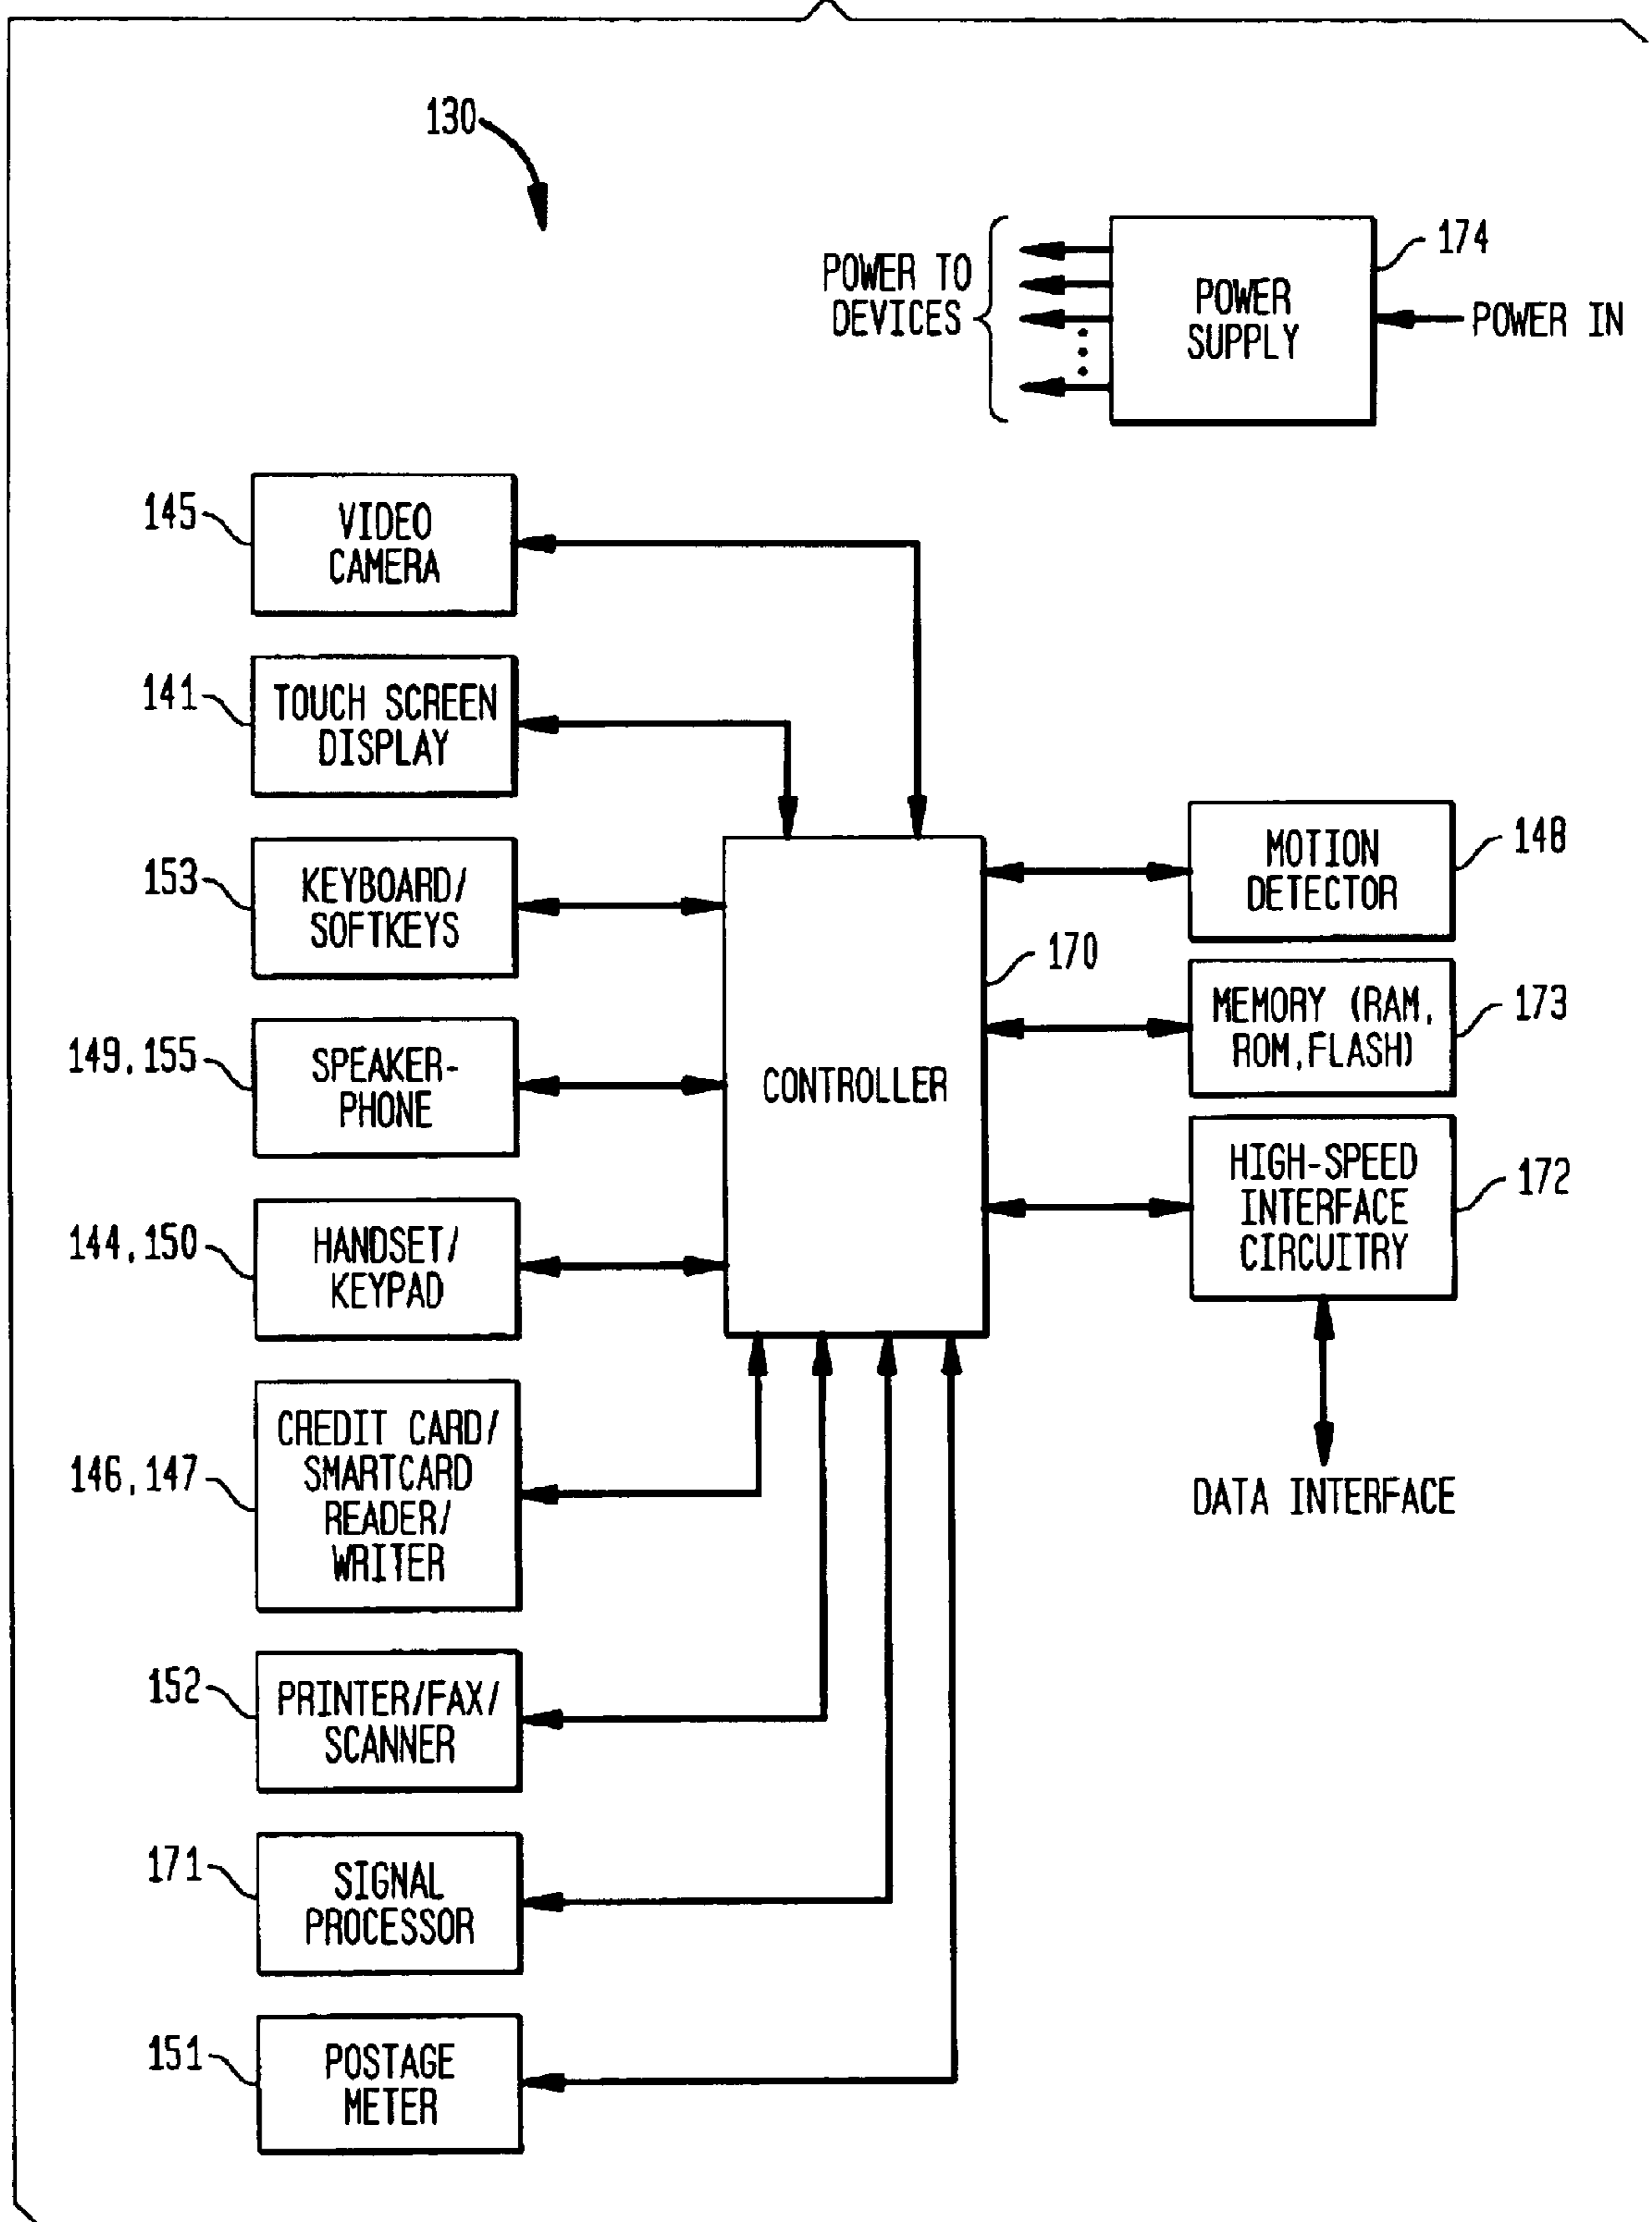 130
174
POWER TO
DEVICES
POWER
SUPPLY
POWER IN
145
VIDEO
CAMERA
141
TOUCH SCREEN
DISPLAY
153
KEYBOARD/
SOFTKEYS
149,155
SPEAKER-
PHONE
144,150
HANDSET/
KEYPAD
146,147
CREDIT CARD/
SMARTCARD
READER/
WRITER
152
PRINTER/FAX/
SCANNER
171
SIGNAL
PROCESSOR
151
POSTAGE
METER
CONTROLLER
170
MOTION
DETECTOR
148
MEMORY (RAM,
ROM,FLASH)
173
HIGH-SPEED
INTERFACE
CIRCUITRY
172
DATA INTERFACE